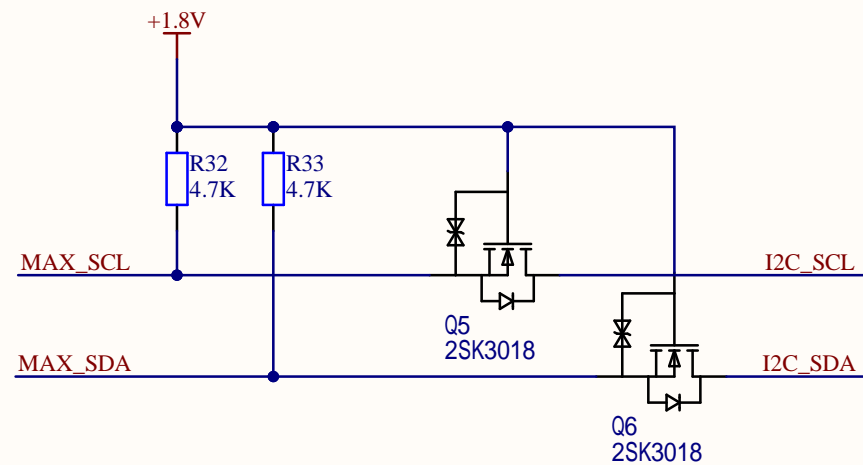 +1.8V
R32
4.7K
R33
4.7K
MAX_SCL
I2C_SCL
Q5
2SK3018
MAX_SDA
I2C_SDA
Q6
2SK3018